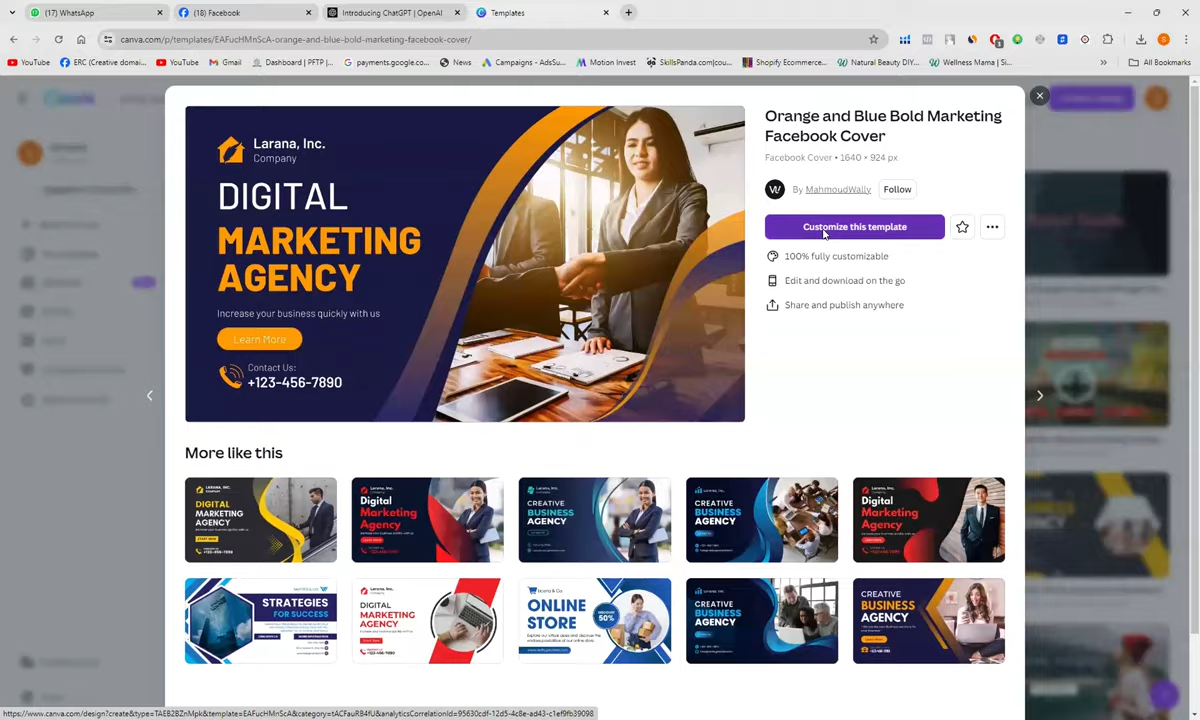 (17) WhatsApp
(18) Facebook
Introducing ChatGPT | OpenAI
Templates
canva.com/p/templates/EAFucHMnScA-orange-and-blue-bold-marketing-facebook-cover/
YouTube
ERC (Creative domai...
YouTube
Gmail
Dashboard | PFTP |...
payments.google.co...
News
Campaigns - AdsSu...
Motion Invest
SkillsPanda.com|cou...
Shopify Ecommerce...
Natural Beauty DIY...
Wellness Mama | Si...
All Bookmarks
Larana, Inc.
Company
DIGITAL
MARKETING
AGENCY
Increase your business quickly with us
Learn More
Contact Us:
+123-456-7890
Orange and Blue Bold Marketing
Facebook Cover
Facebook Cover • 1640 × 924 px
By MahmoudWally
Follow
Customize this template
100% fully customizable
Edit and download on the go
Share and publish anywhere
More like this
DIGITAL
MARKETING
AGENCY
Digital
Marketing
Agency
CREATIVE
BUSINESS
AGENCY
CREATIVE
BUSINESS
AGENCY
Digital
Marketing
Agency
STRATEGIES
FOR SUCCESS
DIGITAL
MARKETING
AGENCY
ONLINE
STORE
50%
CREATIVE
BUSINESS
AGENCY
CREATIVE
BUSINESS
AGENCY